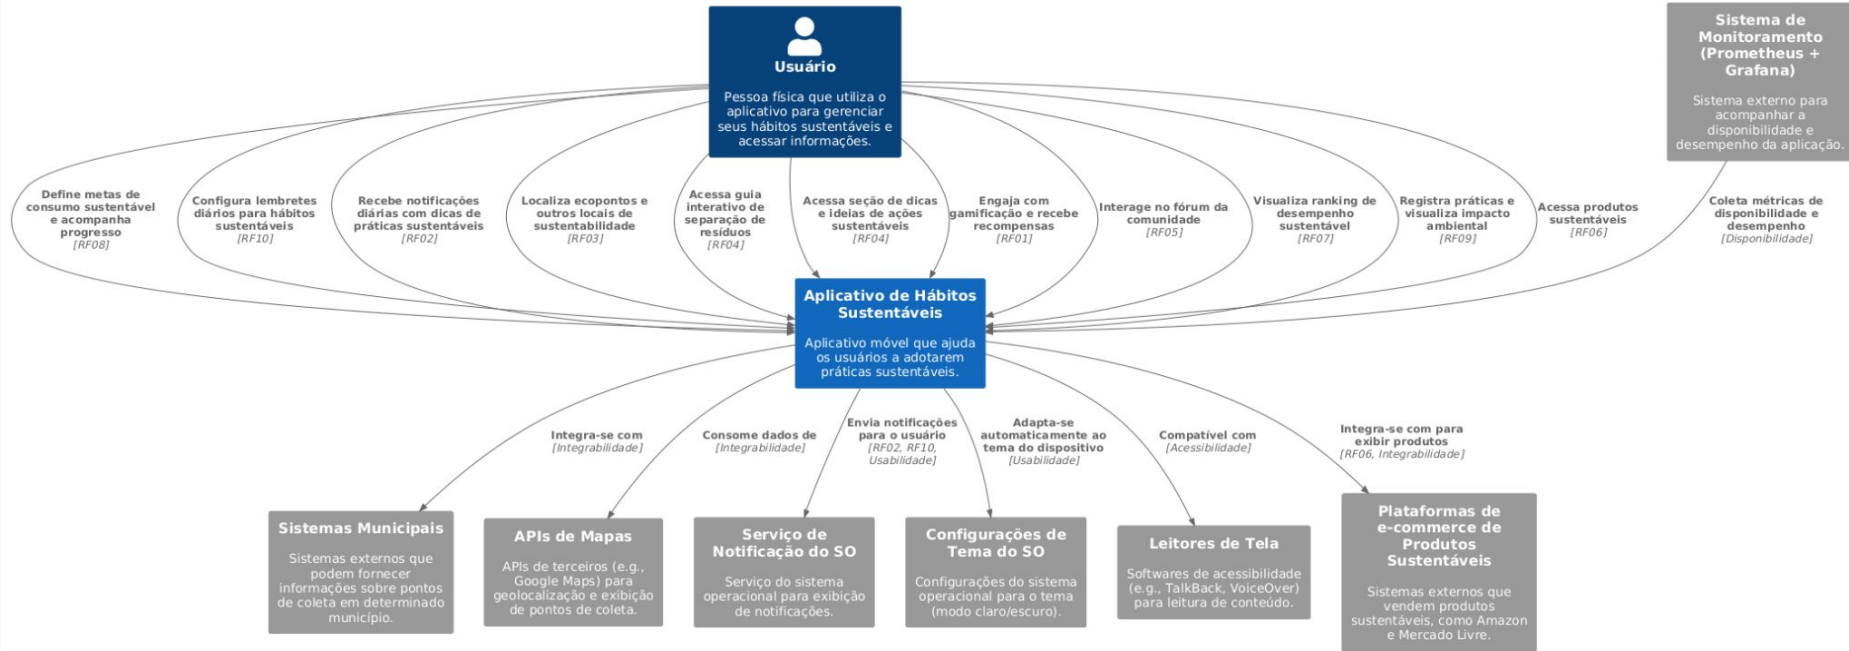 Usuário
Pessoa física que utiliza o
aplicativo para gerenciar
seus hábitos sustentáveis e
acessar informações.
Sistema de
Monitoramento
(Prometheus +
Grafana)
Sistema externo para
acompanhar a
disponibilidade e
desempenho da aplicação.
Define metas de
consumo sustentável
e acompanha
progresso
[RF08]
Configura lembretes
diários para hábitos
sustentáveis
[RF10]
Recebe notificações
diárias com dicas de
práticas sustentáveis
[RF02]
Localiza ecopontos e
outros locais de
sustentabilidade
[RF03]
Acessa guia
interativo de
separação de
resíduos
[RF04]
Acessa seção de dicas
e ideias de ações
sustentáveis
[RF04]
Engaja com
gamificação e recebe
recompensas
[RF01]
Interage no fórum da
comunidade
[RF05]
Visualiza ranking de
desempenho
sustentável
[RF07]
Registra práticas e
visualiza impacto
ambiental
[RF09]
Acessa produtos
sustentáveis
[RF06]
Coleta métricas de
disponibilidade e
desempenho
[Disponibilidade]
Aplicativo de Hábitos
Sustentáveis
Aplicativo móvel que ajuda
os usuários a adotarem
práticas sustentáveis.
Integra-se com
[Integrabilidade]
Consome dados de
[Integrabilidade]
Envia notificações
para o usuário
[RF02, RF10,
Usabilidade]
Adapta-se
automaticamente ao
tema do dispositivo
[Usabilidade]
Compatível com
[Acessibilidade]
Integra-se com para
exibir produtos
[RF06, Integrabilidade]
Sistemas Municipais
Sistemas externos que
podem fornecer
informações sobre pontos
de coleta em determinado
município.
APIs de Mapas
APIs de terceiros (e.g.,
Google Maps) para
geolocalização e exibição
de pontos de coleta.
Serviço de
Notificação do SO
Serviço do sistema
operacional para exibição
de notificações.
Configurações de
Tema do SO
Configurações do sistema
operacional para o tema
(modo claro/escuro).
Leitores de Tela
Softwares de acessibilidade
(e.g., TalkBack, VoiceOver)
para leitura de conteúdo.
Plataformas de
e-commerce de
Produtos
Sustentáveis
Sistemas externos que
vendem produtos
sustentáveis, como Amazon
e Mercado Livre.